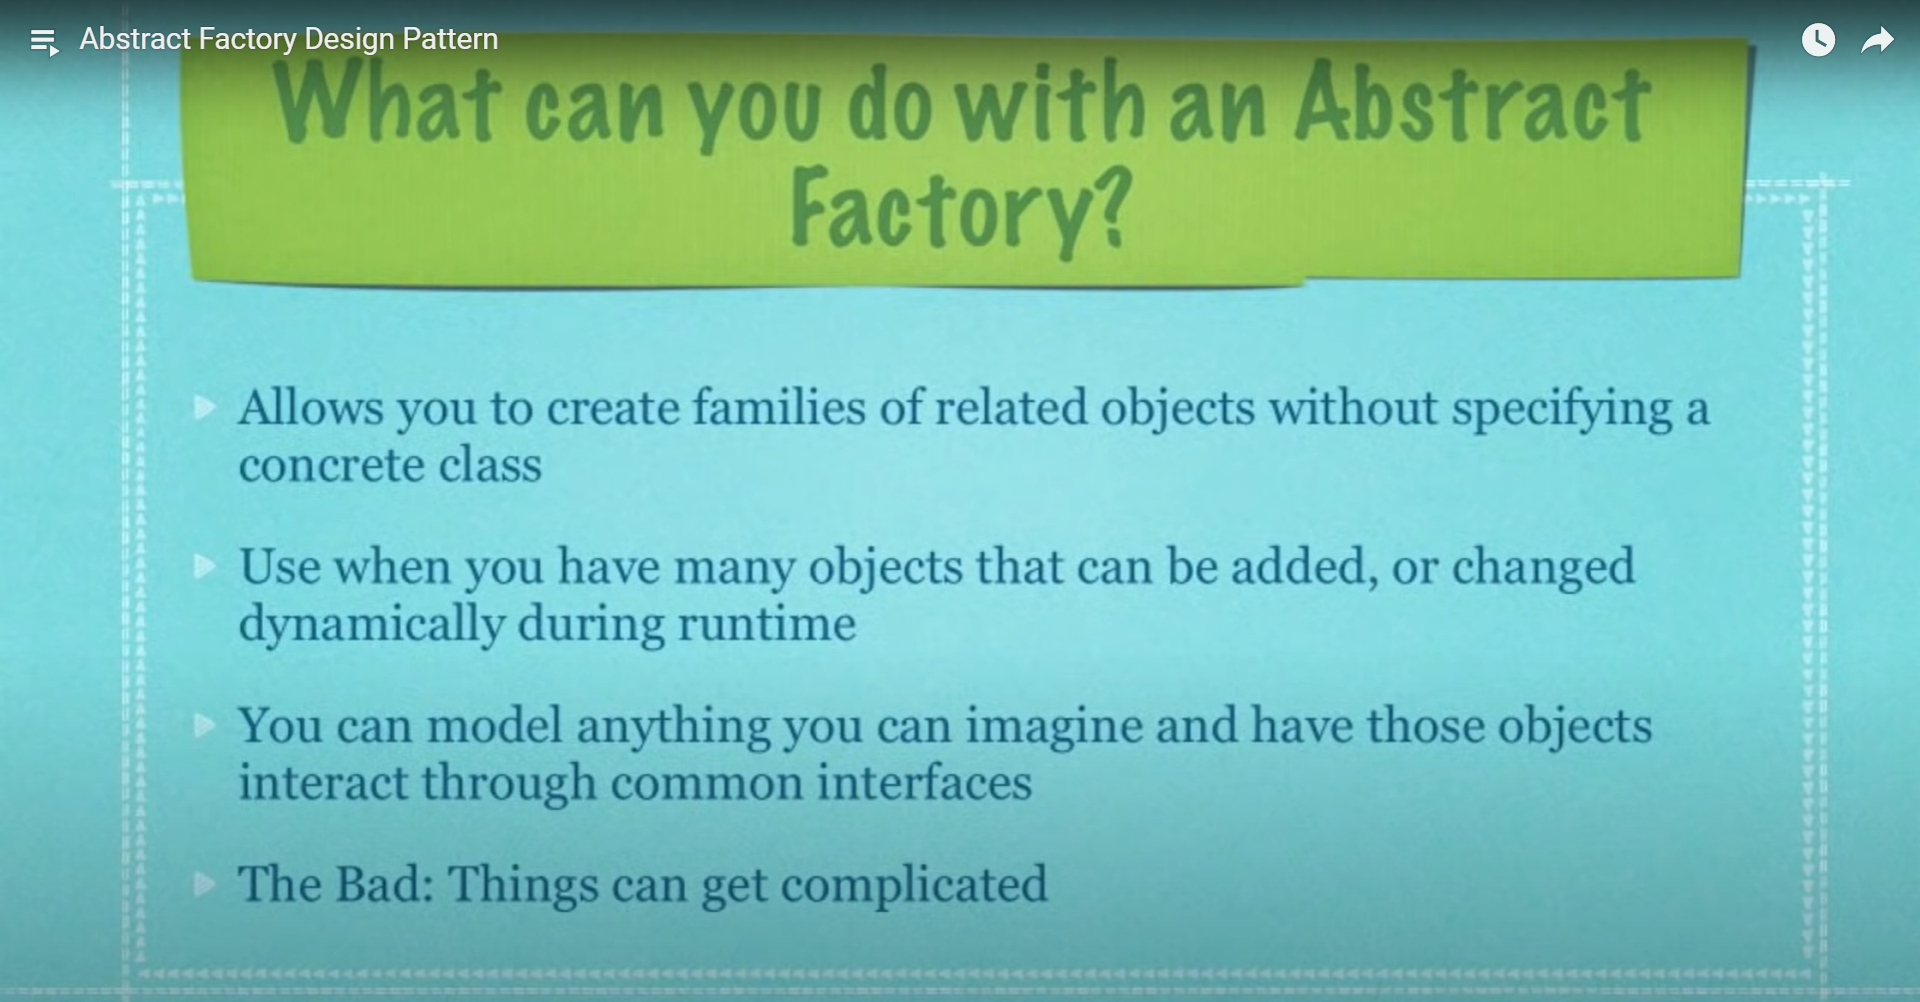 Abstract Factory Design Pattern
What can you do with an Abstract
Factory?
Allows you to create families of related objects without specifying a
concrete class
Use when you have many objects that can be added, or changed
dynamically during runtime
You can model anything you can imagine and have those objects
interact through common interfaces
The Bad: Things can get complicated